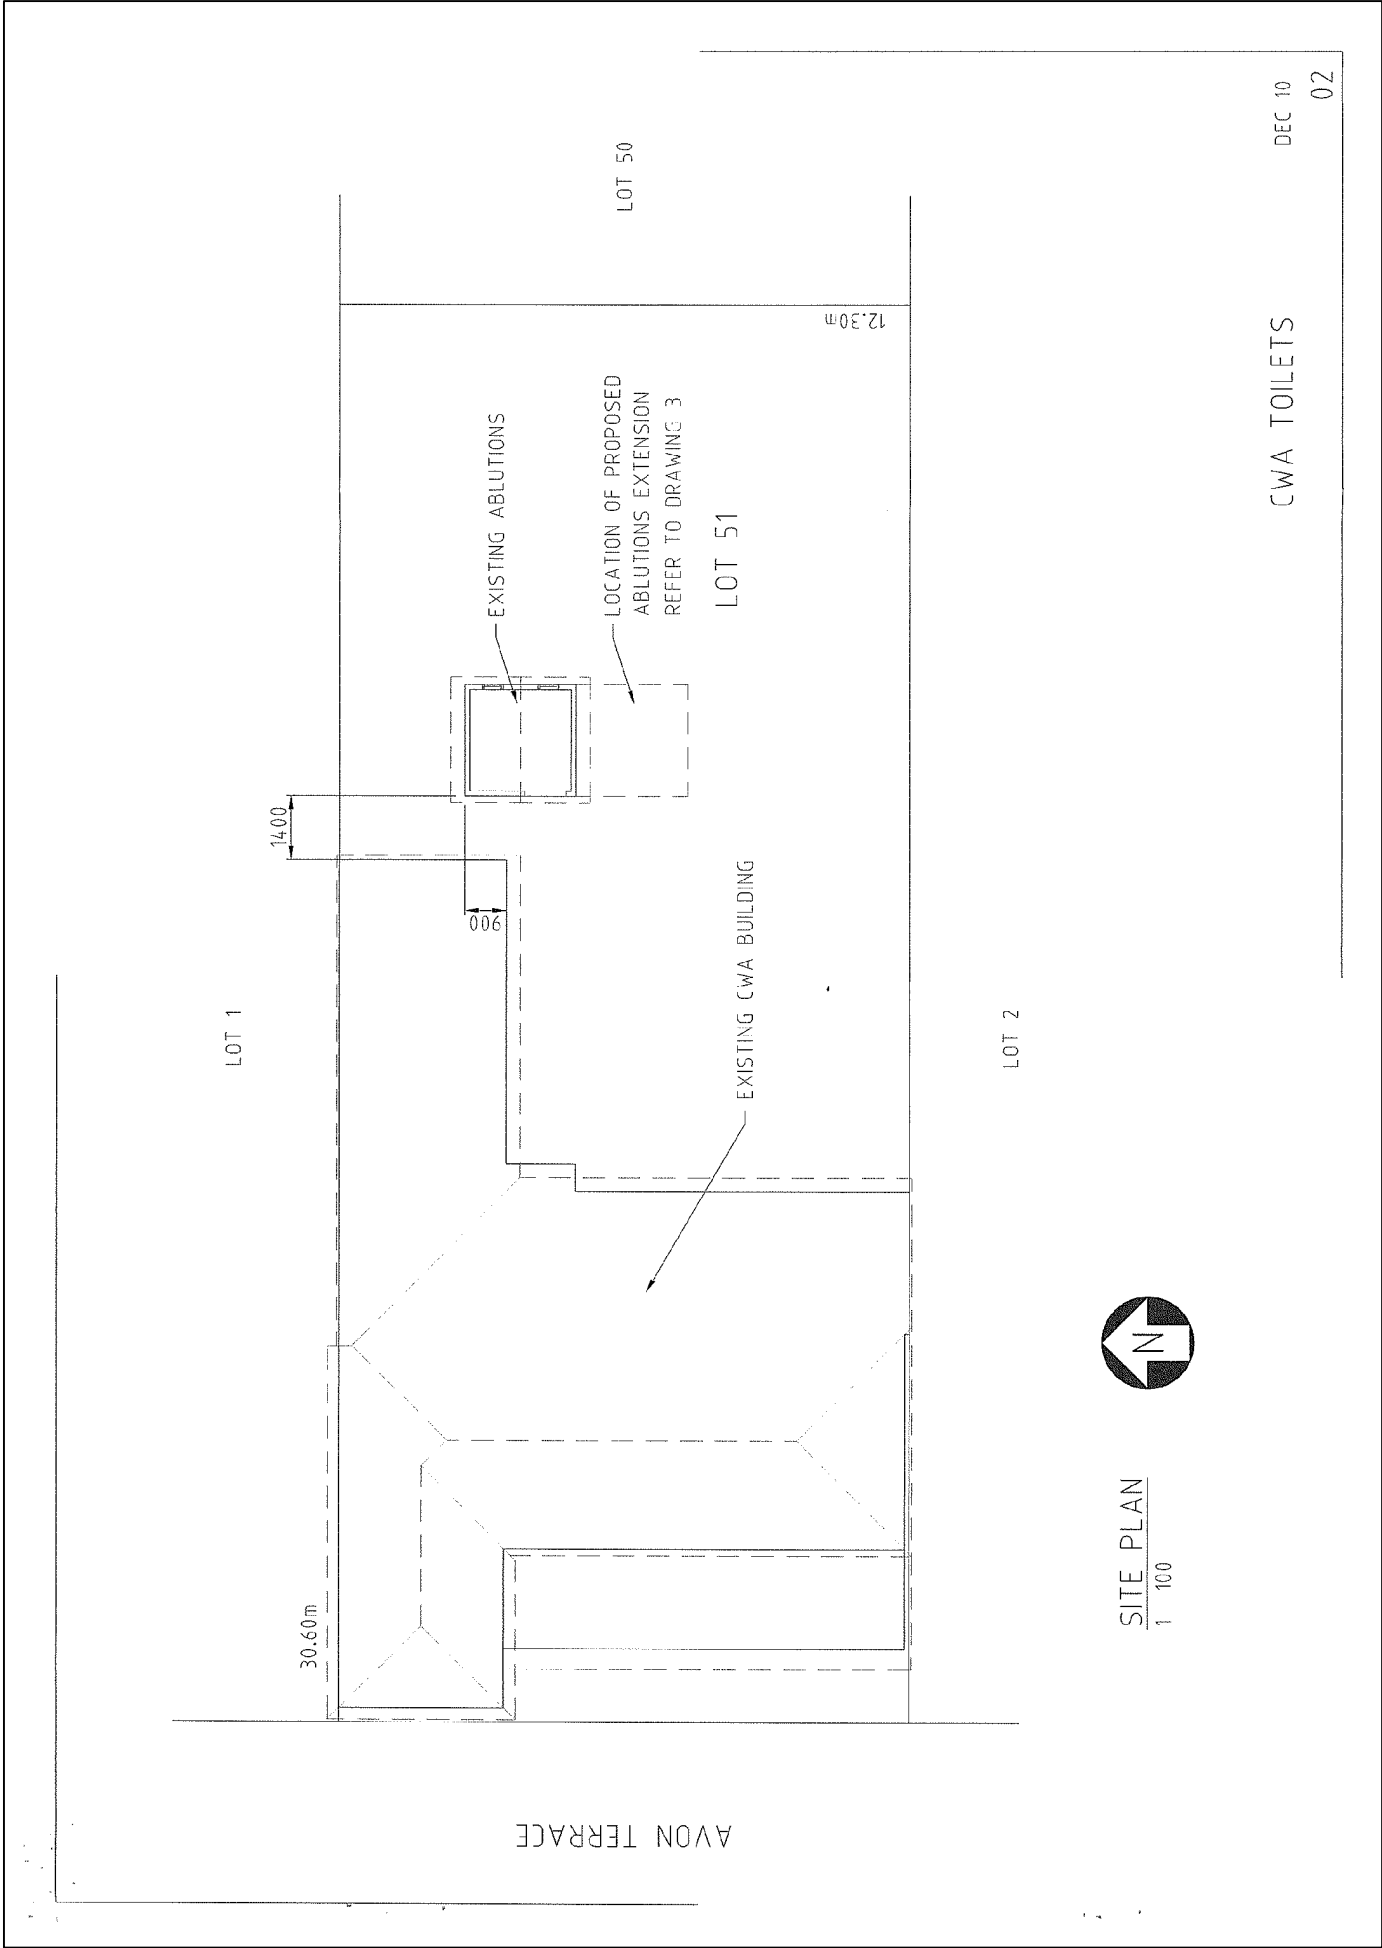 LOT 1
30.60m
1400
900
EXISTING ABLUTIONS
LOCATION OF PROPOSED
ABLUTIONS EXTENSION
REFER TO DRAWING 3
LOT 51
LOT 50
12.30m
EXISTING CWA BUILDING
AVON TERRACE
LOT 2
N
SITE PLAN
1 100
CWA TOILETS
DEC 10
02